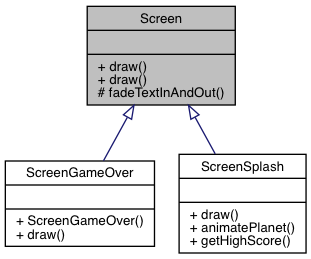 Screen
+ draw()
+ draw()
# fadeTextInAndOut()
ScreenGameOver
+ ScreenGameOver()
+ draw()
ScreenSplash
+ draw()
+ animatePlanet()
+ getHighScore()